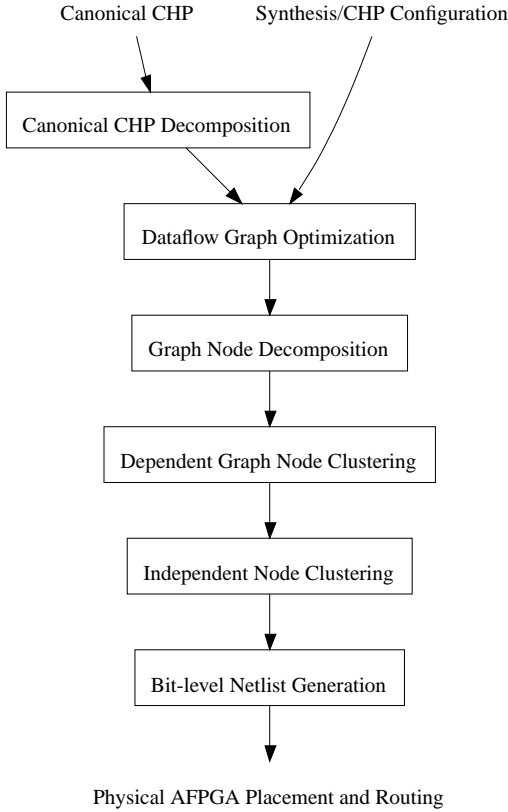 Canonical CHP
Synthesis/CHP Configuration
Canonical CHP Decomposition
Dataflow Graph Optimization
Graph Node Decomposition
Dependent Graph Node Clustering
Independent Node Clustering
Bit-level Netlist Generation
Physical AFPGA Placement and Routing